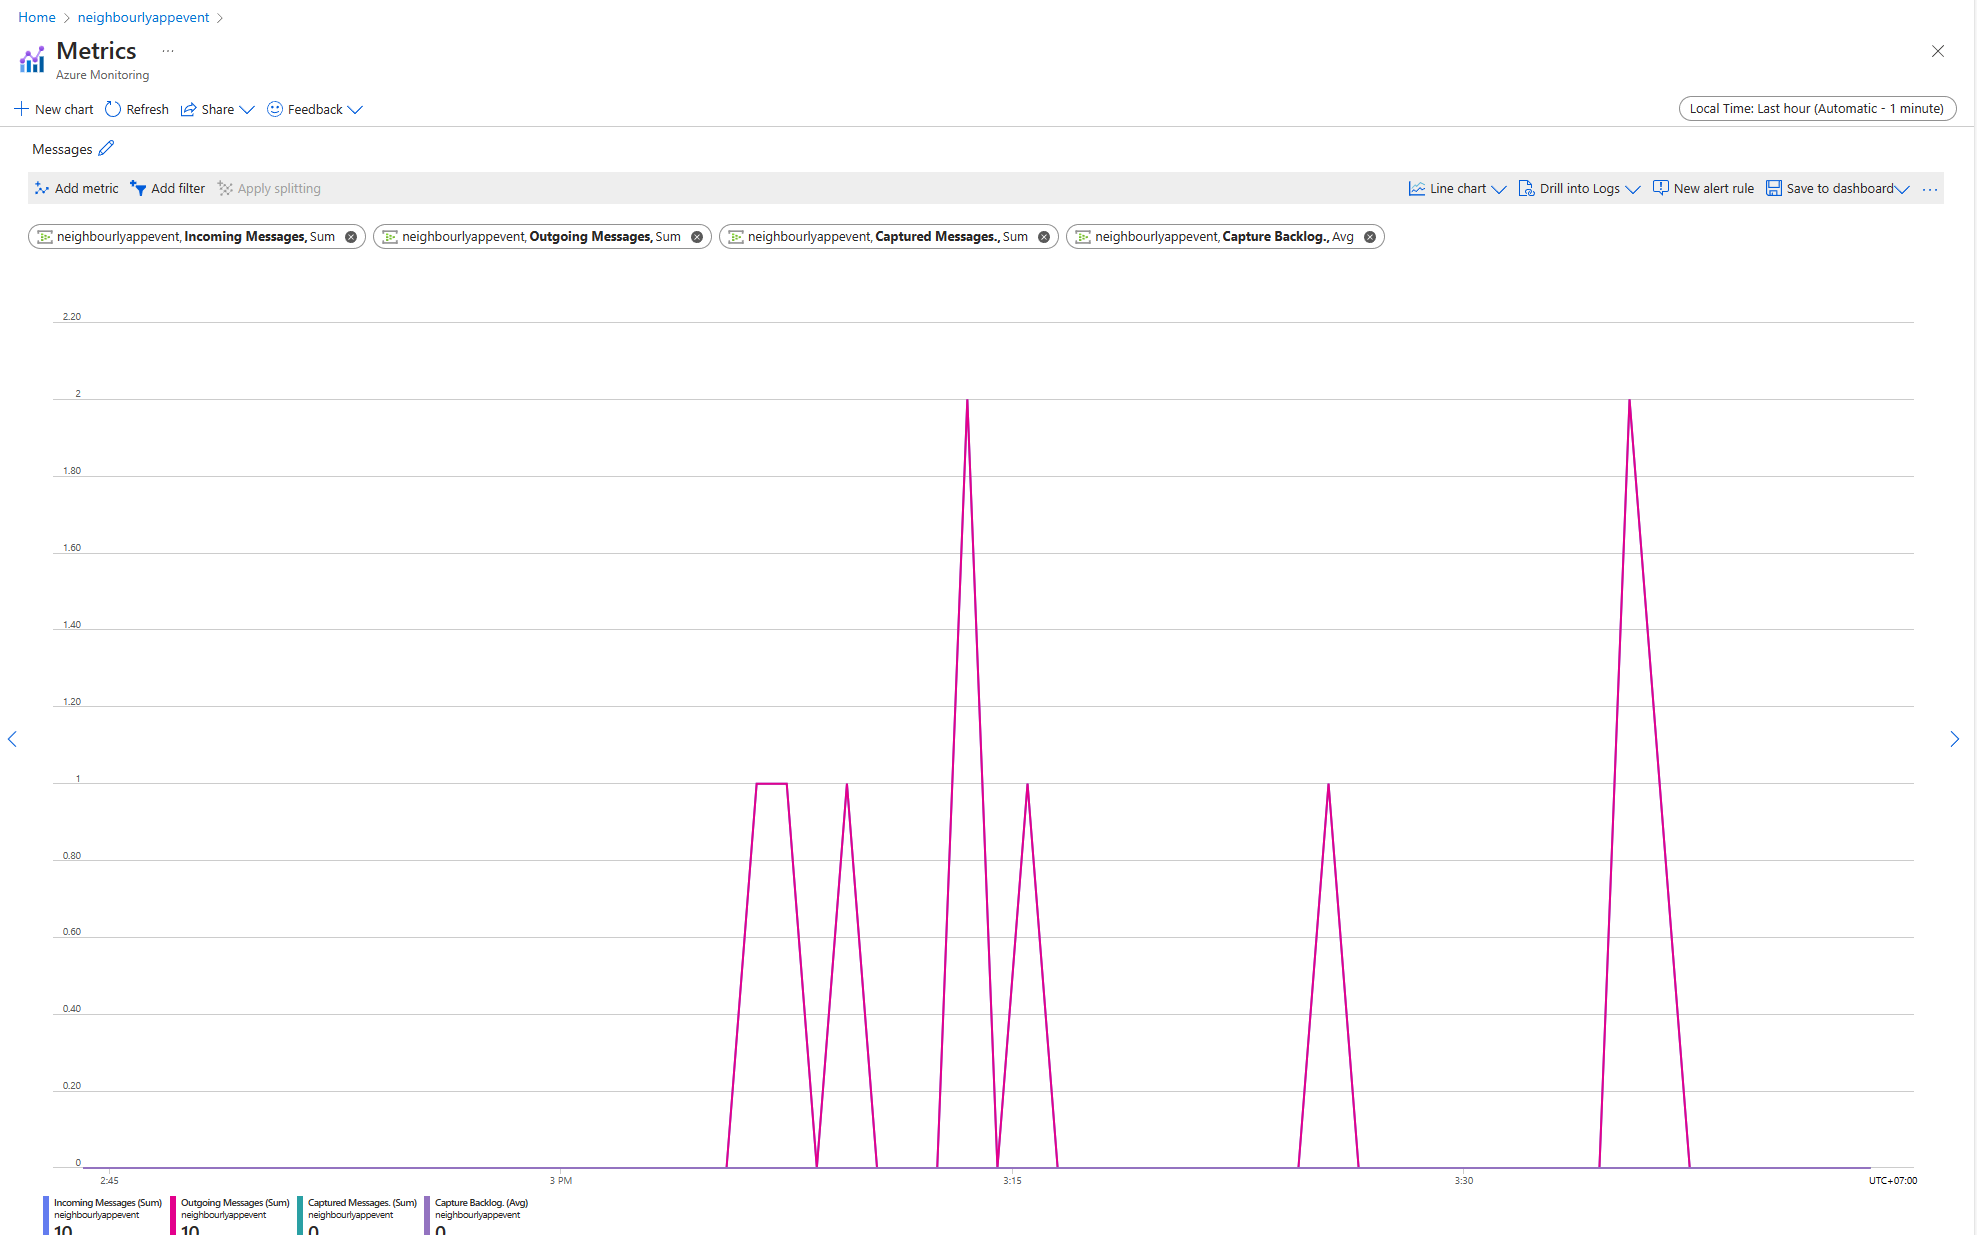 Home > neighbourlyappevent >
Metrics ...
Azure Monitoring
New chart Refresh Share Feedback
Local Time: Last hour (Automatic - 1 minute)
Messages
Add metric Add filter Apply splitting
Line chart Drill into Logs New alert rule Save to dashboard ...
neighbourlyappevent, Incoming Messages, Sum
neighbourlyappevent, Outgoing Messages, Sum
neighbourlyappevent, Captured Messages., Sum
neighbourlyappevent, Capture Backlog., Avg
2.20
2
1.80
1.60
1.40
1.20
1
0.80
0.60
0.40
0.20
0
2:45 3 PM 3:15 3:30 UTC+07:00
Incoming Messages (Sum)
neighbourlyappevent
10
Outgoing Messages (Sum)
neighbourlyappevent
10
Captured Messages. (Sum)
neighbourlyappevent
0
Capture Backlog. (Avg)
neighbourlyappevent
0